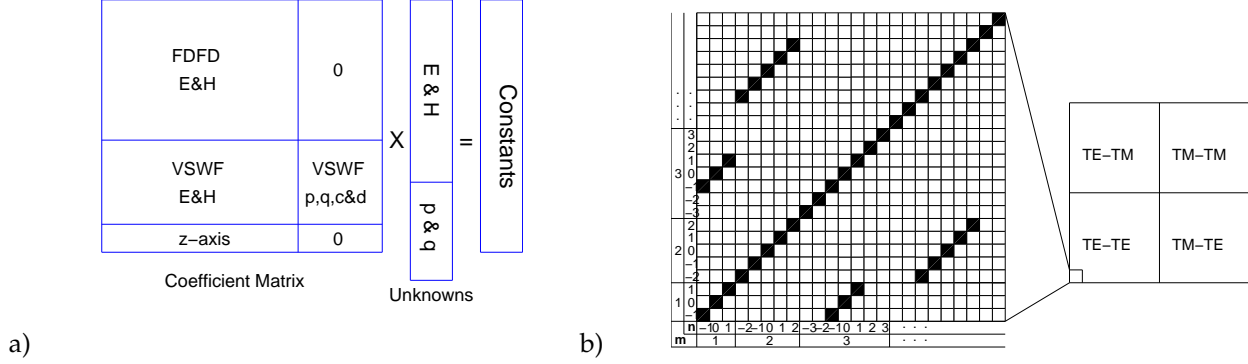 FDFD
E&H
0
VSWF
E&H
VSWF
p,q,c&d
z−axis
0
Coefficient Matrix
X
E & H
p & q
Unknowns
=
Constants
a)
. . .
3
2
1
3 0
−1
−2
−3
2
1
2 0
−1
−2
1
1 0
−1
n −1 0 1 −2 −1 0 1 2 −3 −2 −1 0 1 2 3 . . .
m 1 2 3 . . .
TE−TM TM−TM
TE−TE TM−TE
b)